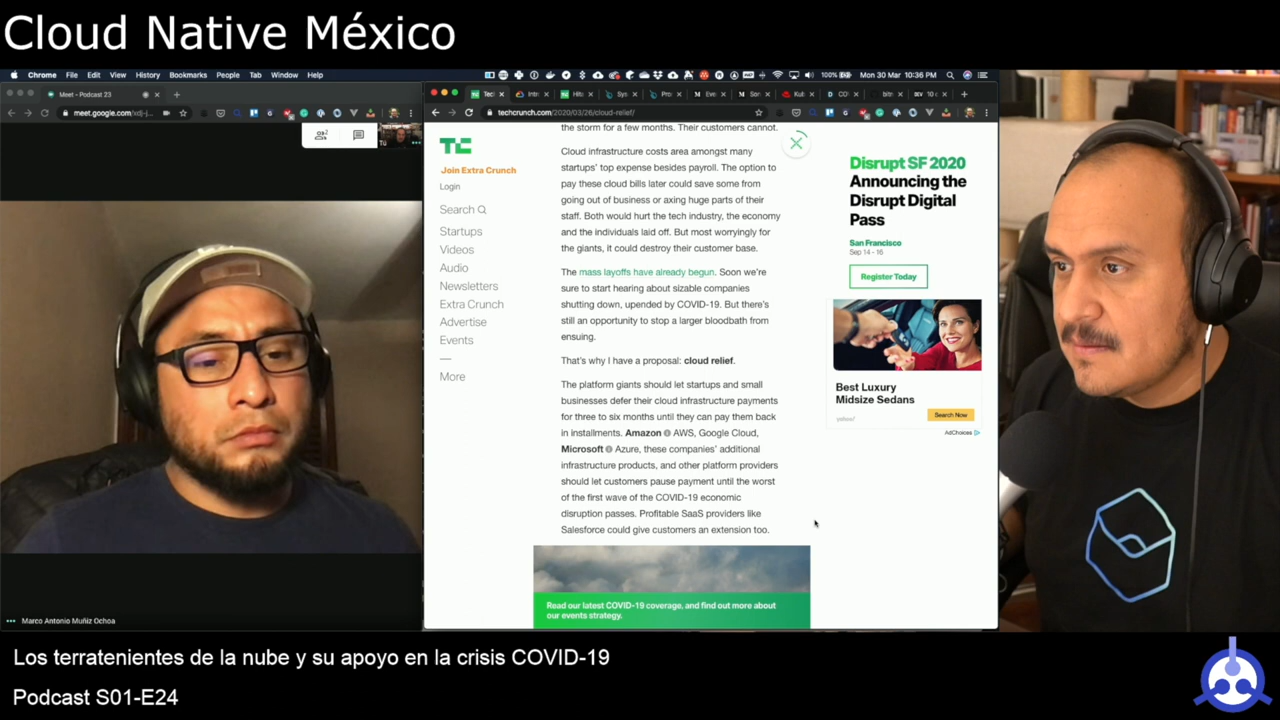 Cloud Native México
Chrome File Edit View History Bookmarks People Tab Window Help
100% Mon 30 Mar 10:36 PM
Meet - Podcast 23
meet.google.com/xdj-j...
techcrunch.com/2020/03/26/cloud-relief/
TC
Join Extra Crunch
Login
Search
Startups
Videos
Audio
Newsletters
Extra Crunch
Advertise
Events
—
More
the storm for a few months. Their customers cannot.
Cloud infrastructure costs area amongst many
startups' top expense besides payroll. The option to
pay these cloud bills later could save some from
going out of business or axing huge parts of their
staff. Both would hurt the tech industry, the economy
and the individuals laid off. But most worryingly for
the giants, it could destroy their customer base.
The mass layoffs have already begun. Soon we're
sure to start hearing about sizable companies
shutting down, upended by COVID-19. But there's
still an opportunity to stop a larger bloodbath from
ensuing.
That's why I have a proposal: cloud relief.
The platform giants should let startups and small
businesses defer their cloud infrastructure payments
for three to six months until they can pay them back
in installments. Amazon AWS, Google Cloud,
Microsoft Azure, these companies' additional
infrastructure products, and other platform providers
should let customers pause payment until the worst
of the first wave of the COVID-19 economic
disruption passes. Profitable SaaS providers like
Salesforce could give customers an extension too.
Read our latest COVID-19 coverage, and find out more about
our events strategy.
Disrupt SF 2020
Announcing the
Disrupt Digital
Pass
San Francisco
Sep 14 - 16
Register Today
Best Luxury
Midsize Sedans
yahoo!
Search Now
AdChoices
Marco Antonio Muñiz Ochoa
Los terratenientes de la nube y su apoyo en la crisis COVID-19
Podcast S01-E24